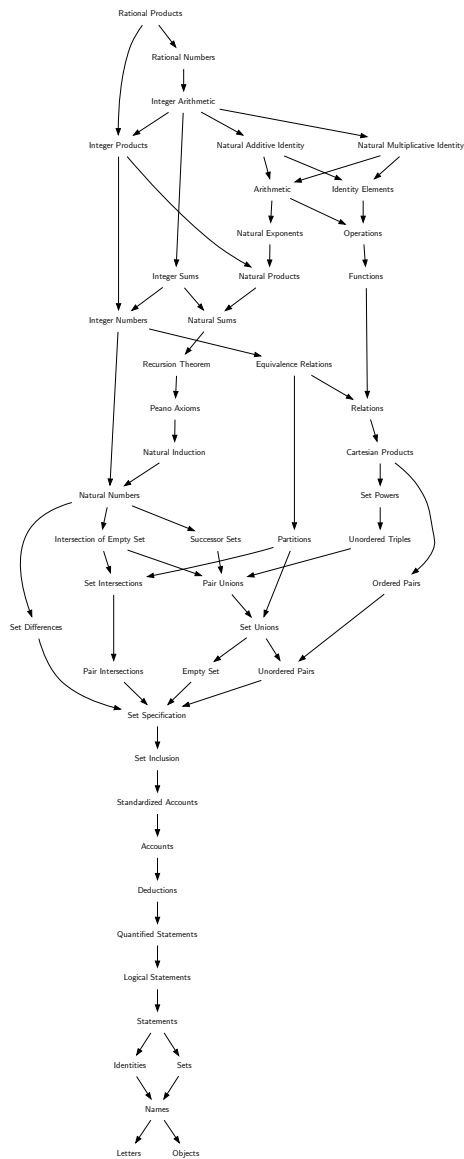 Rational Products
Rational Numbers
Integer Arithmetic
Integer Products
Natural Additive Identity
Natural Multiplicative Identity
Arithmetic
Identity Elements
Natural Exponents
Operations
Integer Sums
Natural Products
Functions
Integer Numbers
Natural Sums
Recursion Theorem
Equivalence Relations
Peano Axioms
Relations
Natural Induction
Cartesian Products
Natural Numbers
Set Powers
Intersection of Empty Set
Successor Sets
Partitions
Unordered Triples
Set Intersections
Pair Unions
Ordered Pairs
Set Differences
Set Unions
Pair Intersections
Empty Set
Unordered Pairs
Set Specification
Set Inclusion
Standardized Accounts
Accounts
Deductions
Quantified Statements
Logical Statements
Statements
Identities
Sets
Names
Letters
Objects